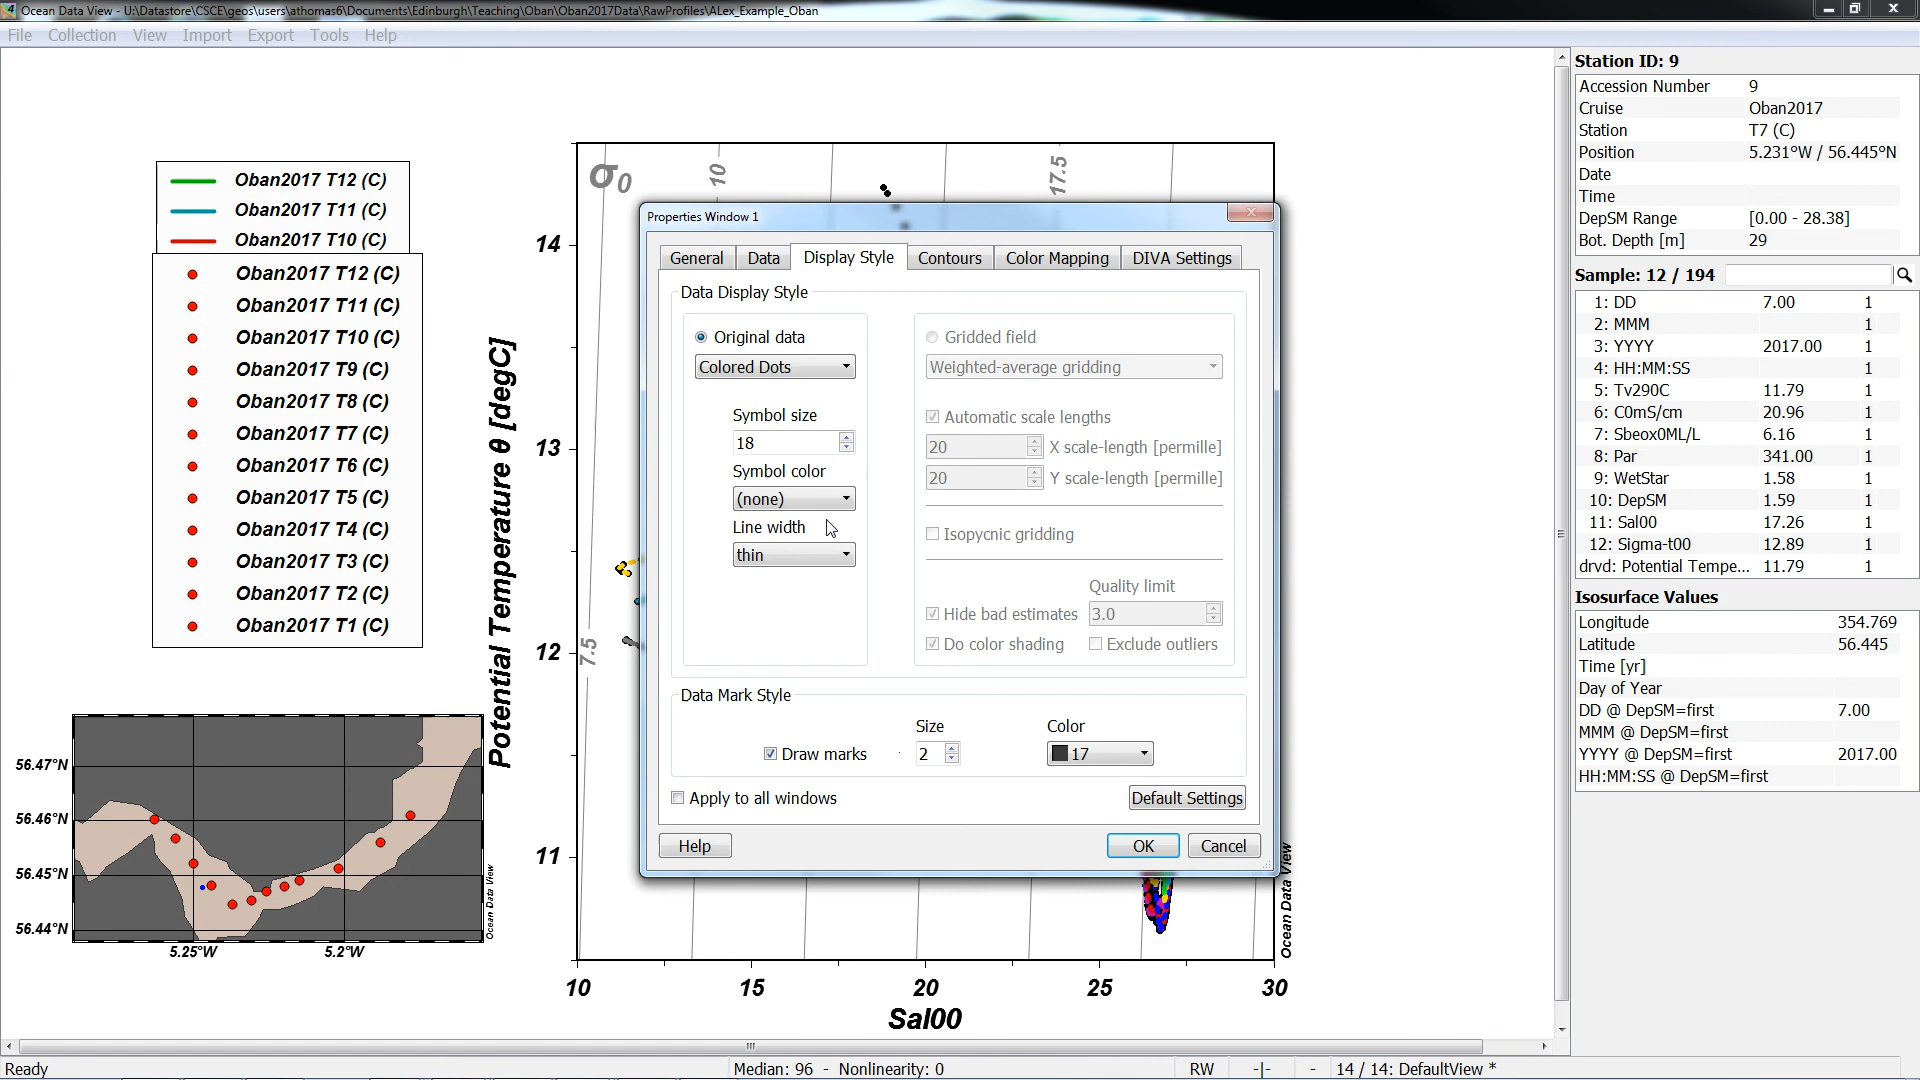 Ocean Data View - U:\Datastore\CSCE\geos\users\athomas6\Documents\Edinburgh\Teaching\Oban\Oban2017Data\RawProfiles\ALex_Example_Oban
File Collection View Import Export Tools Help
Oban2017 T12 (C)
Oban2017 T11 (C)
Oban2017 T10 (C)
Oban2017 T12 (C)
Oban2017 T11 (C)
Oban2017 T10 (C)
Oban2017 T9 (C)
Oban2017 T8 (C)
Oban2017 T7 (C)
Oban2017 T6 (C)
Oban2017 T5 (C)
Oban2017 T4 (C)
Oban2017 T3 (C)
Oban2017 T2 (C)
Oban2017 T1 (C)
56.47°N
56.46°N
56.45°N
56.44°N
5.25°W 5.2°W
Ocean Data View
Potential Temperature θ [degC]
14
13
12
11
σ0
10
17.5
7.5
10 15 20 25 30
Sal00
Ocean Data View
Properties Window 1
General Data Display Style Contours Color Mapping DIVA Settings
Data Display Style
Original data
Colored Dots
Symbol size
18
Symbol color
(none)
Line width
thin
Gridded field
Weighted-average gridding
Automatic scale lengths
20 X scale-length [permille]
20 Y scale-length [permille]
Isopycnic gridding
Quality limit
Hide bad estimates 3.0
Do color shading Exclude outliers
Data Mark Style
Size Color
Draw marks 2 17
Apply to all windows Default Settings
Help OK Cancel
Station ID: 9
Accession Number 9
Cruise Oban2017
Station T7 (C)
Position 5.231°W / 56.445°N
Date
Time
DepSM Range [0.00 - 28.38]
Bot. Depth [m] 29
Sample: 12 / 194
1: DD 7.00 1
2: MMM 1
3: YYYY 2017.00 1
4: HH:MM:SS 1
5: Tv290C 11.79 1
6: C0mS/cm 20.96 1
7: Sbeox0ML/L 6.16 1
8: Par 341.00 1
9: WetStar 1.58 1
10: DepSM 1.59 1
11: Sal00 17.26 1
12: Sigma-t00 12.89 1
drvd: Potential Tempe... 11.79 1
Isosurface Values
Longitude 354.769
Latitude 56.445
Time [yr]
Day of Year
DD @ DepSM=first 7.00
MMM @ DepSM=first
YYYY @ DepSM=first 2017.00
HH:MM:SS @ DepSM=first
Ready Median: 96 - Nonlinearity: 0 RW -|- - 14 / 14: DefaultView *